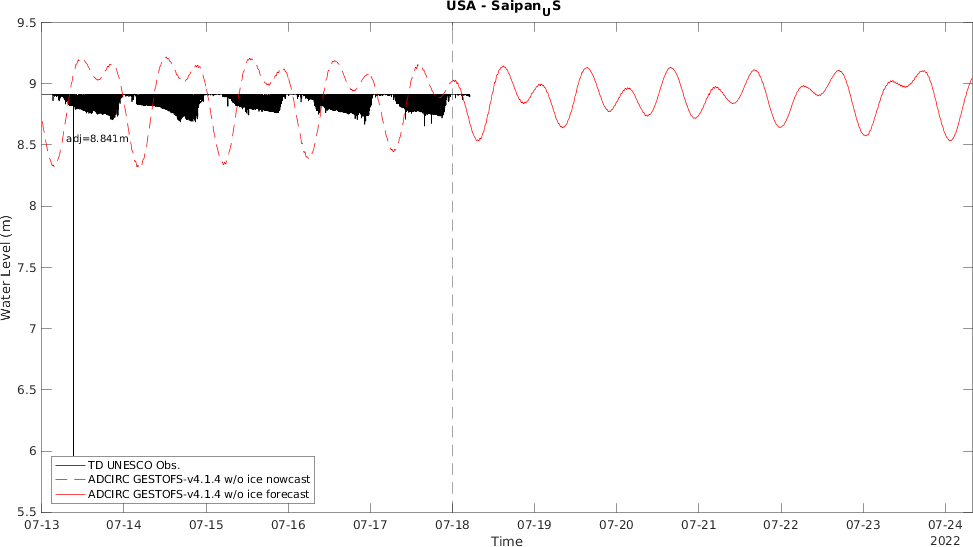 USA - Saipan_US
9.5
9
8.5
8
7.5
7
6.5
6
5.5
Water Level (m)
adj=8.841m
TD UNESCO Obs.
ADCIRC GESTOFS-v4.1.4 w/o ice nowcast
ADCIRC GESTOFS-v4.1.4 w/o ice forecast
07-13 07-14 07-15 07-16 07-17 07-18 07-19 07-20 07-21 07-22 07-23 07-24
Time
2022